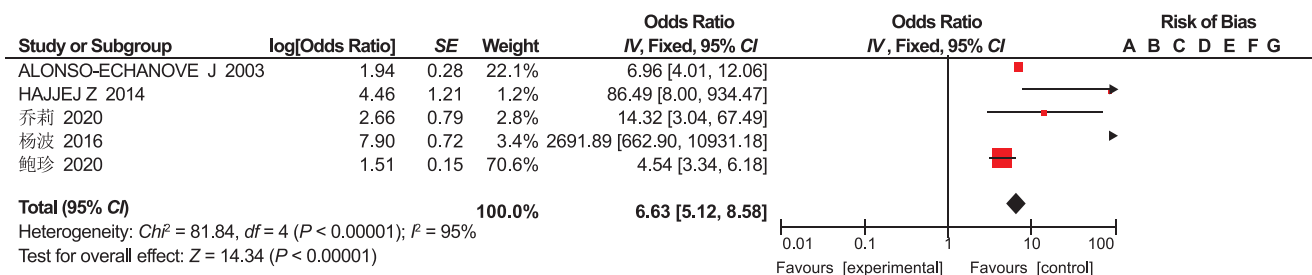 Odds Ratio Odds Ratio Risk of Bias
Study or Subgroup log[Odds Ratio] SE Weight IV, Fixed, 95% CI IV, Fixed, 95% CI A B C D E F G
ALONSO-ECHANOVE J 2003 1.94 0.28 22.1% 6.96 [4.01, 12.06]
HAJJEJ Z 2014 4.46 1.21 1.2% 86.49 [8.00, 934.47]
乔莉 2020 2.66 0.79 2.8% 14.32 [3.04, 67.49]
杨波 2016 7.90 0.72 3.4% 2691.89 [662.90, 10931.18]
鲍珍 2020 1.51 0.15 70.6% 4.54 [3.34, 6.18]
Total (95% CI) 100.0% 6.63 [5.12, 8.58]
Heterogeneity: Chi² = 81.84, df = 4 (P < 0.00001); I² = 95%
Test for overall effect: Z = 14.34 (P < 0.00001)
0.01 0.1 1 10 100
Favours [experimental] Favours [control]